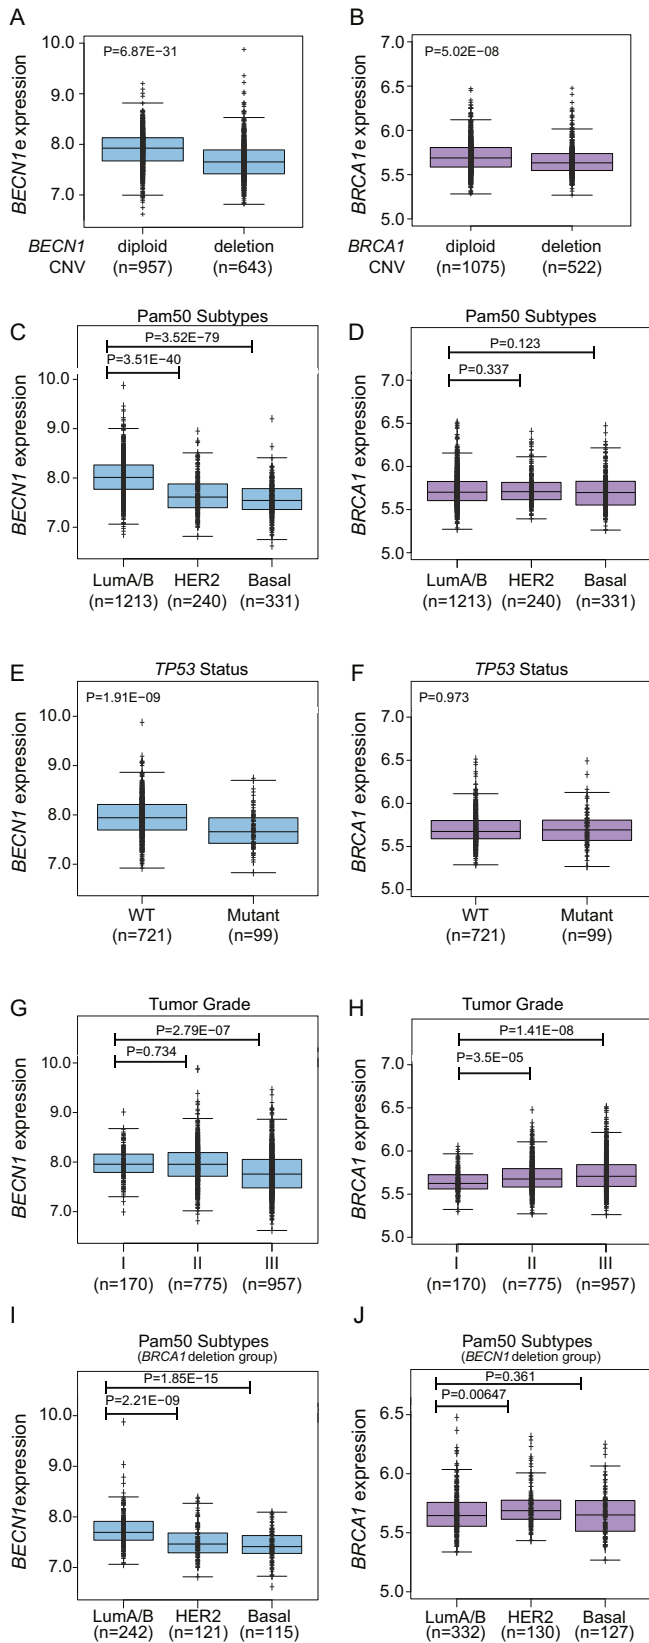 A
BECN1 expression
10.0
9.0
8.0
7.0
P=6.87E−31
BECN1 diploid deletion
CNV (n=957) (n=643)
B
BRCA1 expression
7.0
6.5
6.0
5.5
5.0
P=5.02E−08
BRCA1 diploid deletion
CNV (n=1075) (n=522)
C
Pam50 Subtypes
P=3.52E−79
P=3.51E−40
BECN1 expression
10.0
9.0
8.0
7.0
LumA/B HER2 Basal
(n=1213) (n=240) (n=331)
D
Pam50 Subtypes
P=0.123
P=0.337
BRCA1 expression
7.0
6.5
6.0
5.5
5.0
LumA/B HER2 Basal
(n=1213) (n=240) (n=331)
E
TP53 Status
P=1.91E−09
BECN1 expression
10.0
9.0
8.0
7.0
WT Mutant
(n=721) (n=99)
F
TP53 Status
P=0.973
BRCA1 expression
7.0
6.5
6.0
5.5
5.0
WT Mutant
(n=721) (n=99)
G
Tumor Grade
P=2.79E−07
P=0.734
BECN1 expression
10.0
9.0
8.0
7.0
I II III
(n=170) (n=775) (n=957)
H
Tumor Grade
P=1.41E−08
P=3.5E−05
BRCA1 expression
7.0
6.5
6.0
5.5
5.0
I II III
(n=170) (n=775) (n=957)
I
Pam50 Subtypes
(BRCA1 deletion group)
P=1.85E−15
P=2.21E−09
BECN1 expression
10.0
9.0
8.0
7.0
LumA/B HER2 Basal
(n=242) (n=121) (n=115)
J
Pam50 Subtypes
(BECN1 deletion group)
P=0.361
P=0.00647
BRCA1 expression
6.5
6.0
5.5
5.0
LumA/B HER2 Basal
(n=332) (n=130) (n=127)